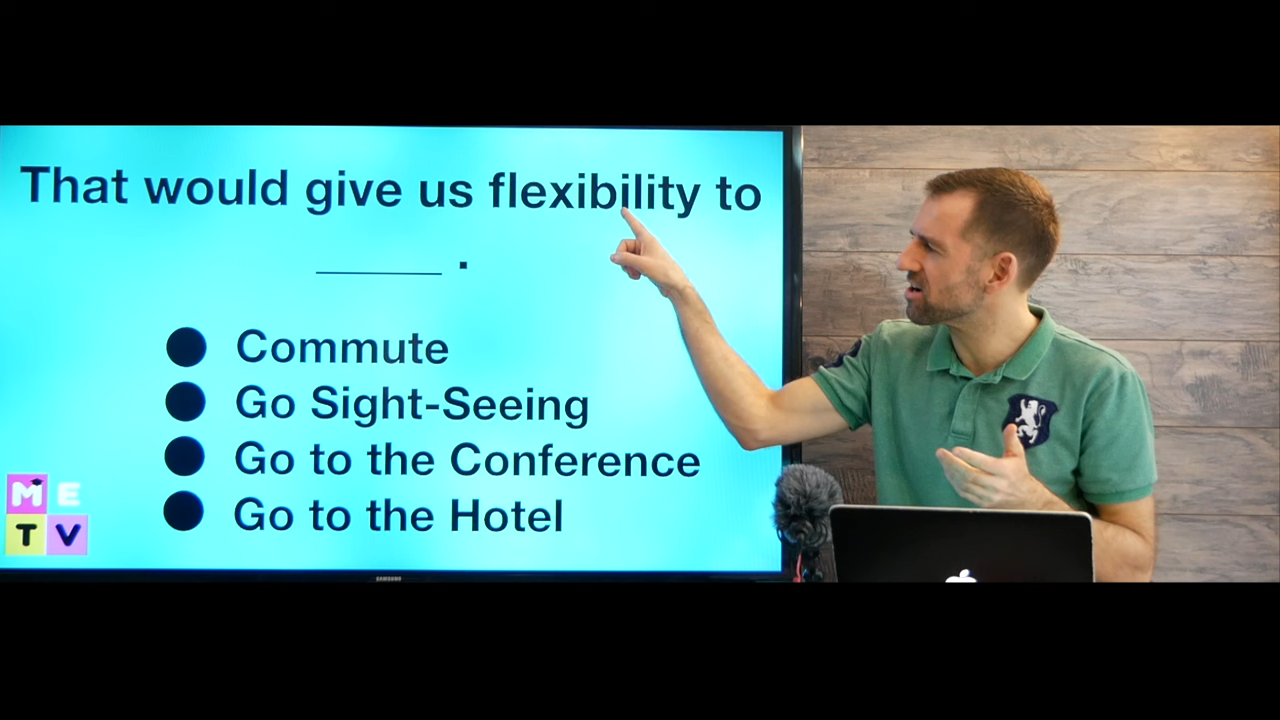 That would give us flexibility to
______ .
● Commute
● Go Sight-Seeing
● Go to the Conference
● Go to the Hotel
M E
T V
SAMSUNG